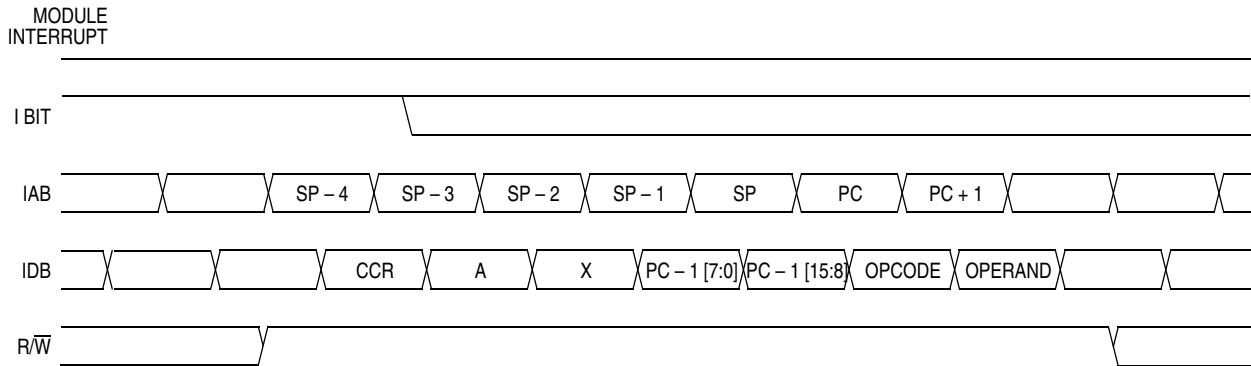 MODULE
INTERRUPT
I BIT
IAB SP – 4 SP – 3 SP – 2 SP – 1 SP PC PC + 1
IDB CCR A X PC – 1 [7:0] PC – 1 [15:8] OPCODE OPERAND
R/W̅